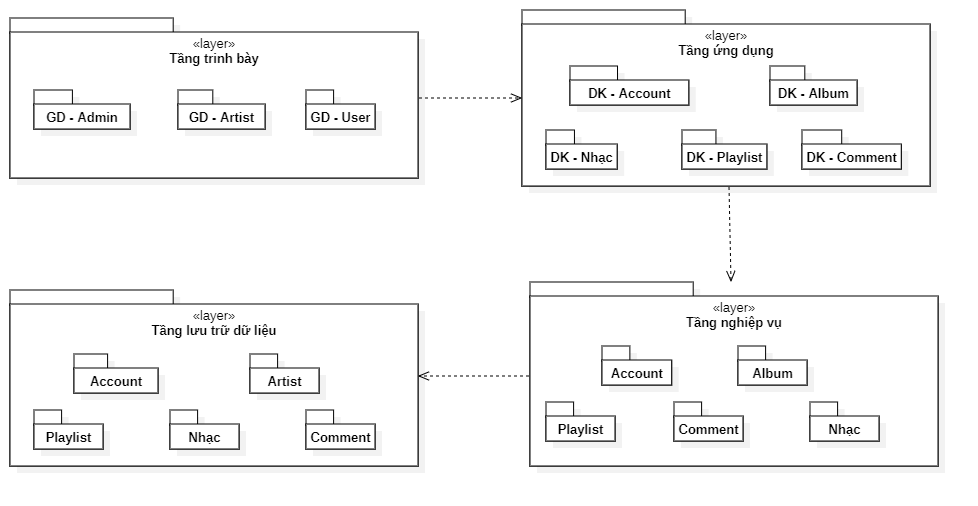 «layer»
Tầng trinh bày
GD - Admin
GD - Artist
GD - User
«layer»
Tầng ứng dụng
DK - Account
DK - Album
DK - Nhạc
DK - Playlist
DK - Comment
«layer»
Tầng lưu trữ dữ liệu
Account
Artist
Playlist
Nhạc
Comment
«layer»
Tầng nghiệp vụ
Account
Album
Playlist
Comment
Nhạc